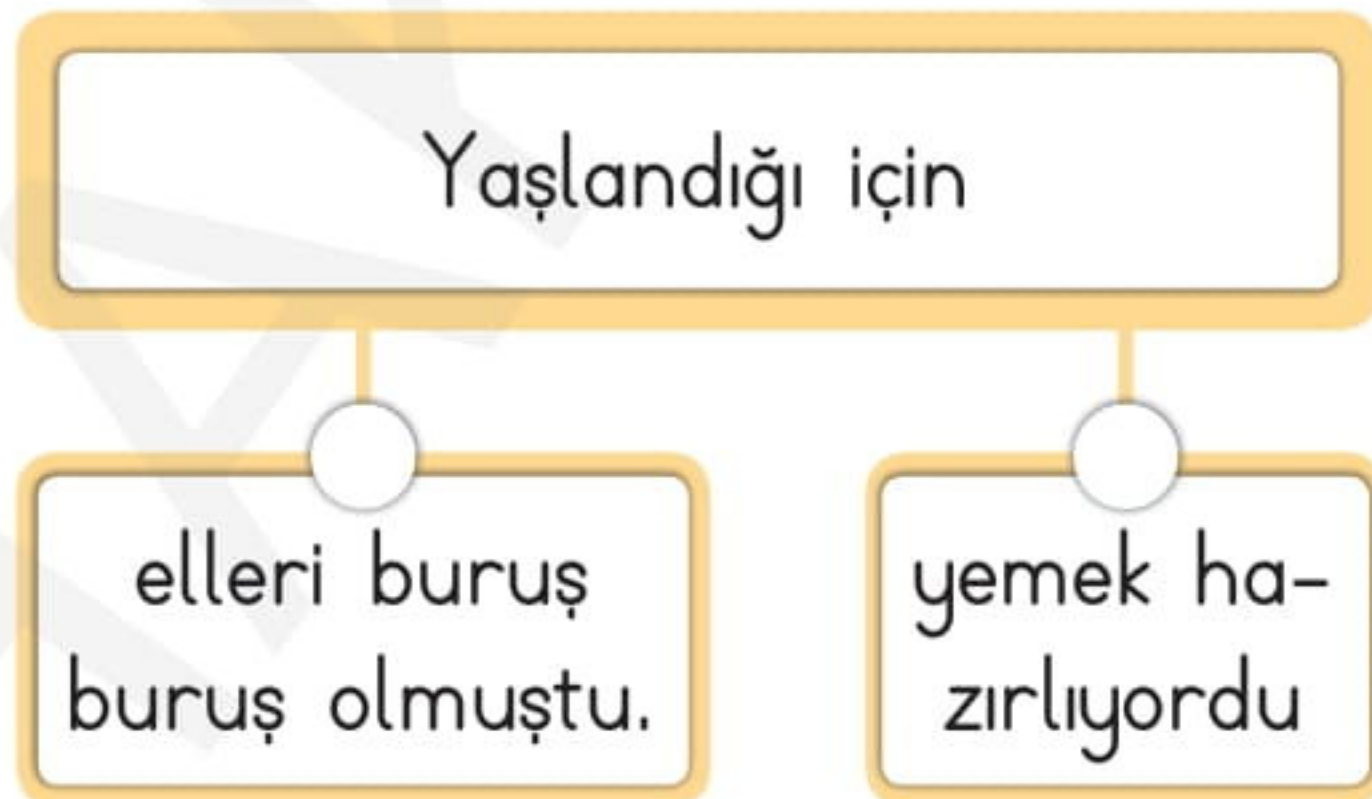 Yaşlandığı için
elleri buruş
buruş olmuştu.
yemek ha-
zırlıyordu